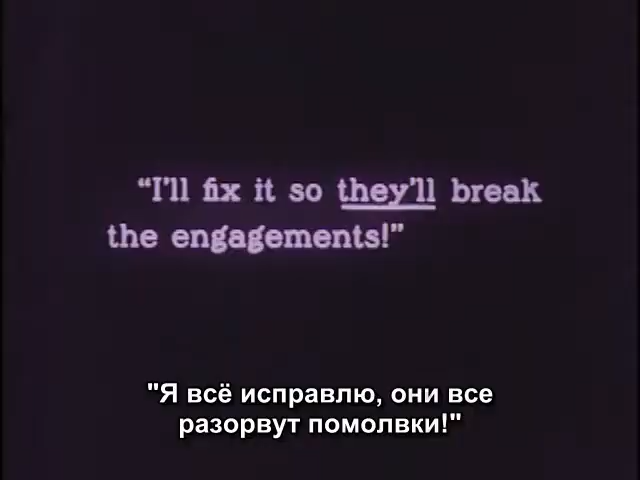 “I'll fix it so they'll break
the engagements!”
"Я всё исправлю, они все
разорвут помолвки!"